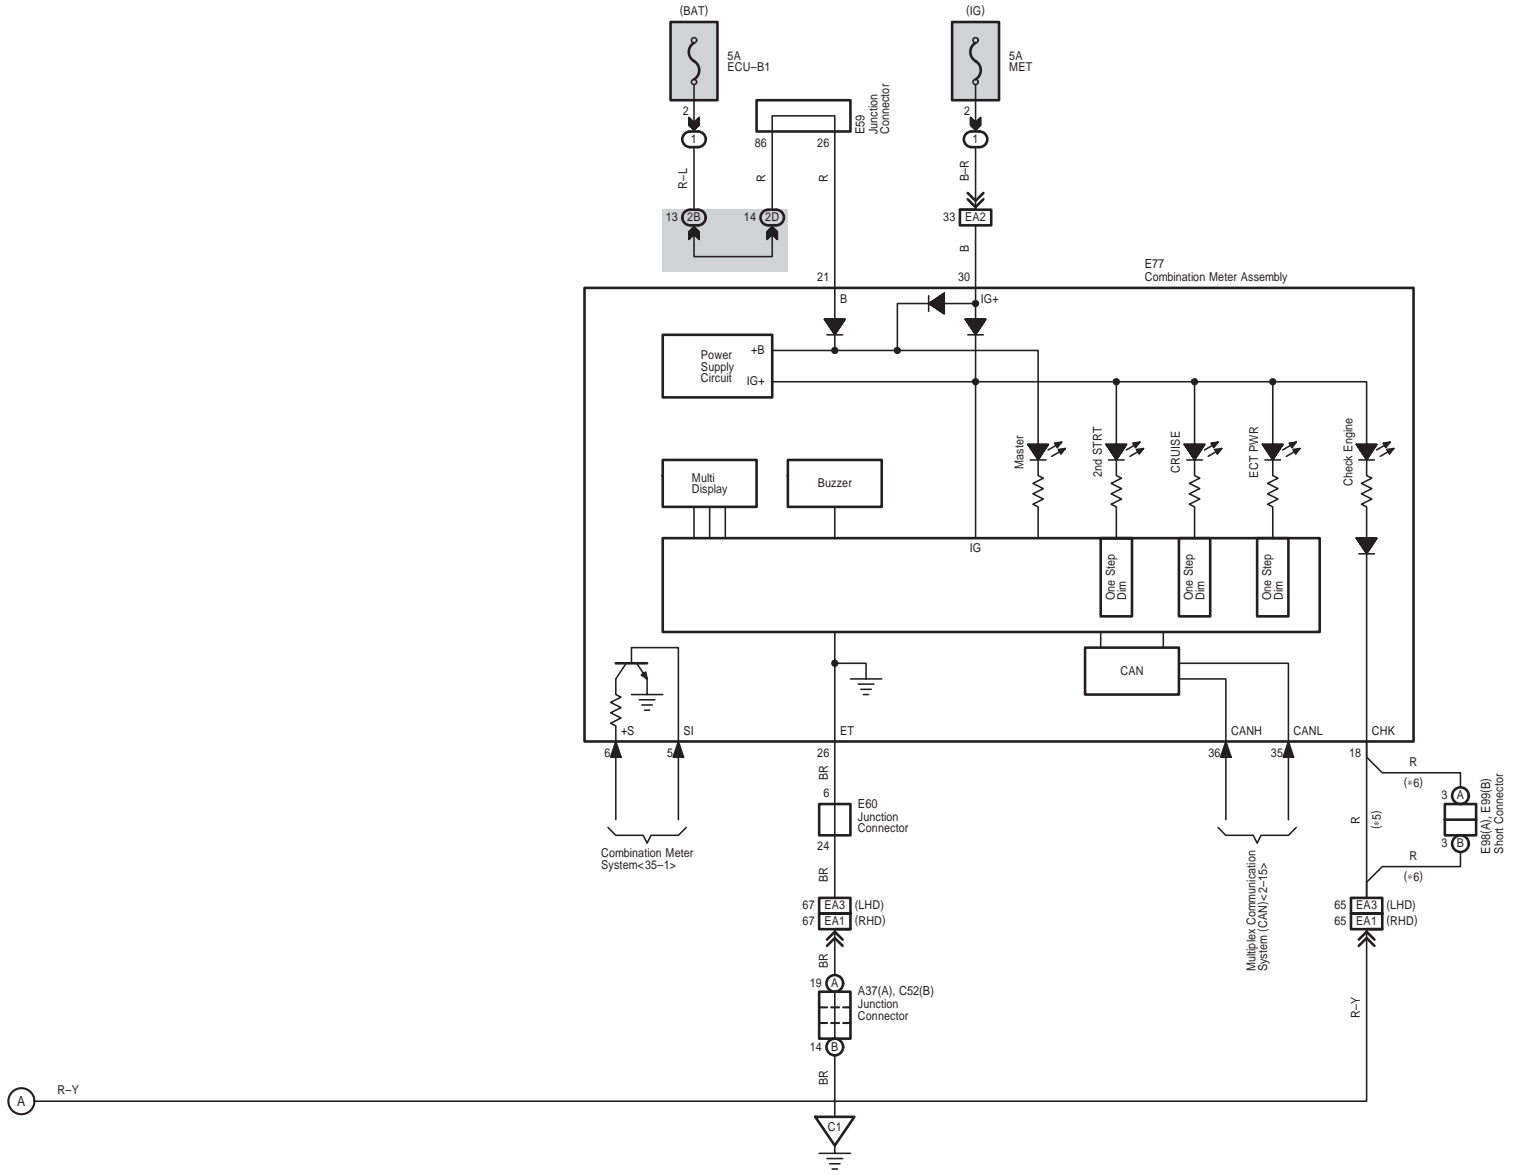 (BAT)
(IG)
5A
ECU–B1
5A
MET
2
2
1
1
E59
Junction
Connector
86
26
R–L
R
R
B–R
13
2B
14
2D
33
EA2
B
21
30
E77
Combination Meter Assembly
B
IG+
Power
Supply
Circuit
+B
IG+
Master
2nd STRT
CRUISE
ECT PWR
Check Engine
Multi
Display
Buzzer
IG
One Step
Dim
One Step
Dim
One Step
Dim
CAN
+S
SI
ET
CANH
CANL
CHK
6
5
26
36
35
18
BR
R
(∗6)
6
E60
Junction
Connector
24
3
A
3
B
E98(A), E99(B)
Short Connector
R
(∗5)
R
(∗6)
Combination Meter
System<35–1>
Multiplex Communication
System (CAN)<2–15>
BR
67
EA3
(LHD)
67
EA1
(RHD)
65
EA3
(LHD)
65
EA1
(RHD)
BR
19
A
A37(A), C52(B)
Junction
Connector
14
B
R–Y
BR
A
R–Y
C1